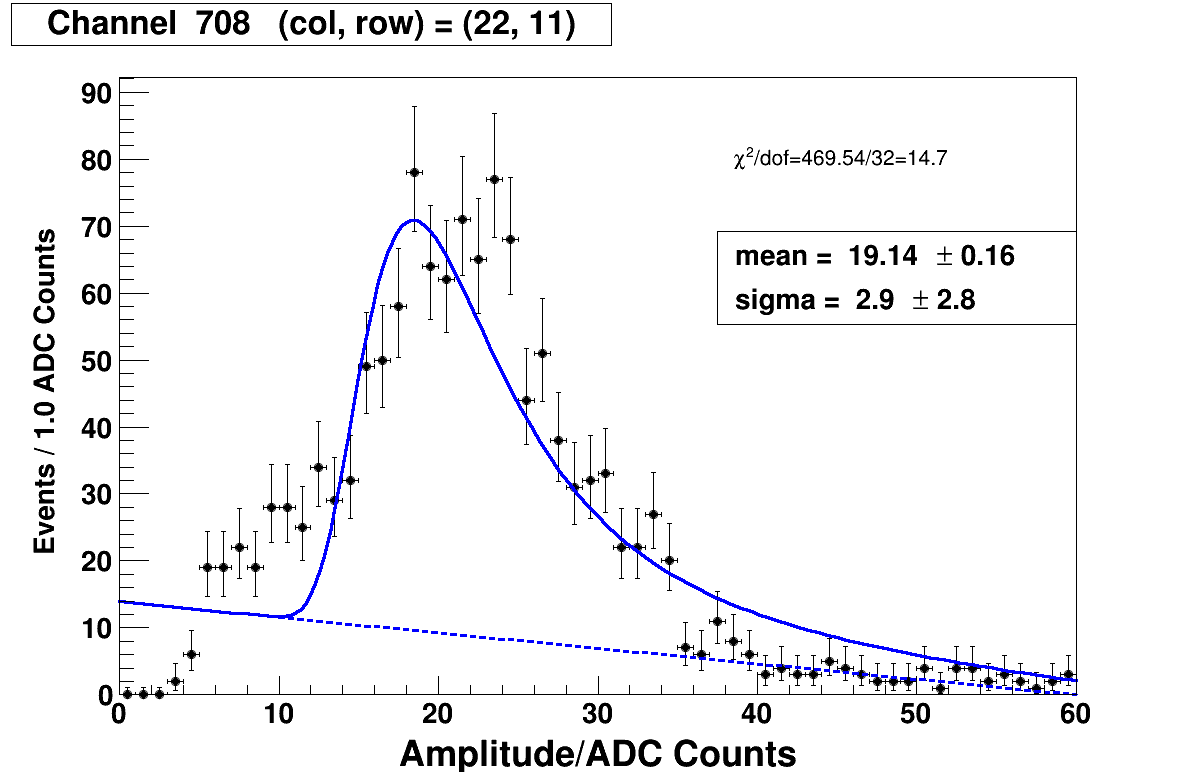 Channel 708 (col, row) = (22, 11)
χ²/dof=469.54/32=14.7
mean = 19.14 ± 0.16
sigma = 2.9 ± 2.8
Events / 1.0 ADC Counts
90
80
70
60
50
40
30
20
10
0
0 10 20 30 40 50 60
Amplitude/ADC Counts